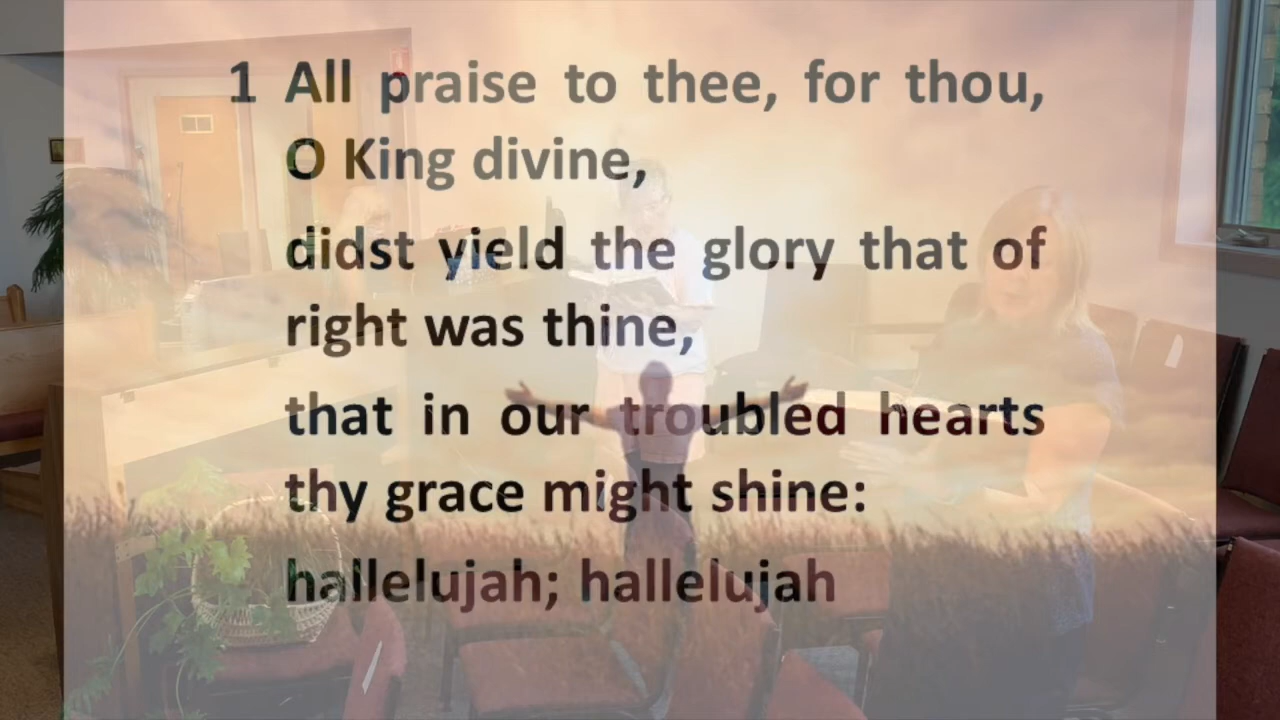 1 All praise to thee, for thou,
O King divine,
didst yield the glory that of
right was thine,
that in our troubled hearts
thy grace might shine:
hallelujah; hallelujah